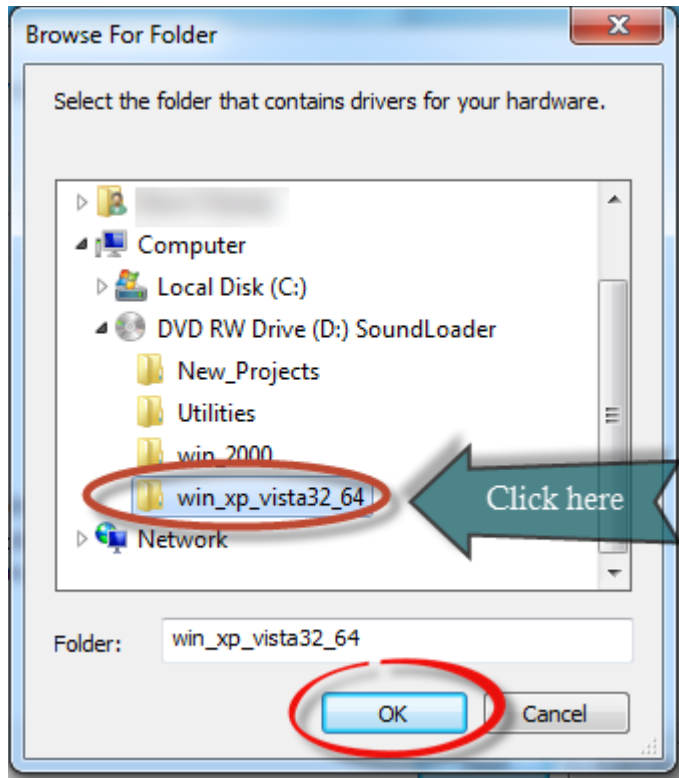 Browse For Folder
Select the folder that contains drivers for your hardware.
Computer
Local Disk (C:)
DVD RW Drive (D:) SoundLoader
New_Projects
Utilities
win_2000
win_xp_vista32_64
Click here
Network
Folder: win_xp_vista32_64
OK Cancel